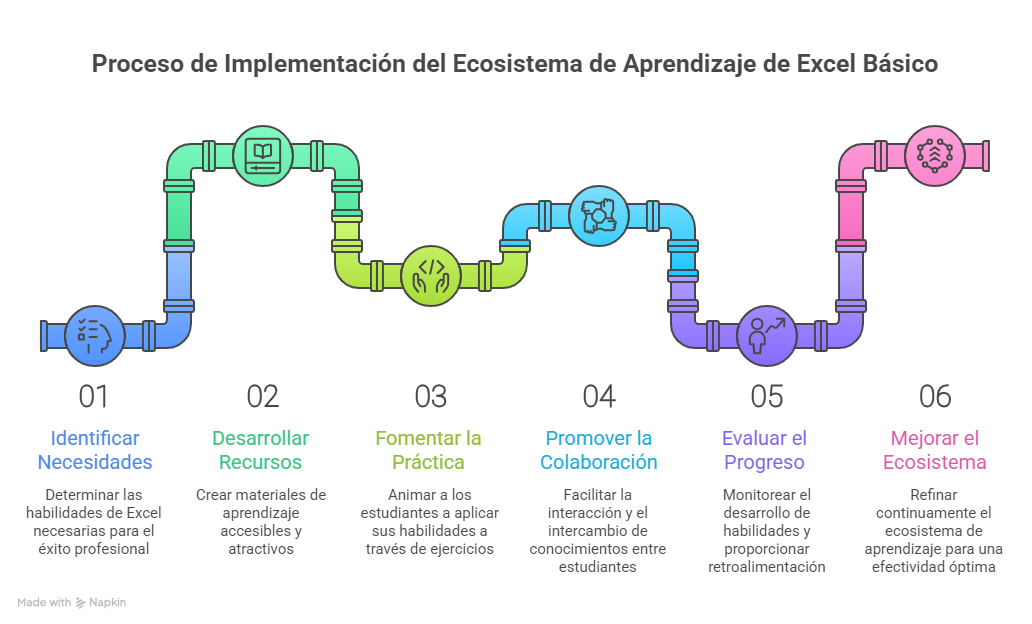 Proceso de Implementación del Ecosistema de Aprendizaje de Excel Básico
01
Identificar
Necesidades
Determinar las
habilidades de Excel
necesarias para el
éxito profesional
02
Desarrollar
Recursos
Crear materiales de
aprendizaje
accesibles y
atractivos
03
Fomentar la
Práctica
Animar a los
estudiantes a aplicar
sus habilidades a
través de ejercicios
04
Promover la
Colaboración
Facilitar la
interacción y el
intercambio de
conocimientos entre
estudiantes
05
Evaluar el
Progreso
Monitorear el
desarrollo de
habilidades y
proporcionar
retroalimentación
06
Mejorar el
Ecosistema
Refinar
continuamente el
ecosistema de
aprendizaje para una
efectividad óptima
Made with Napkin